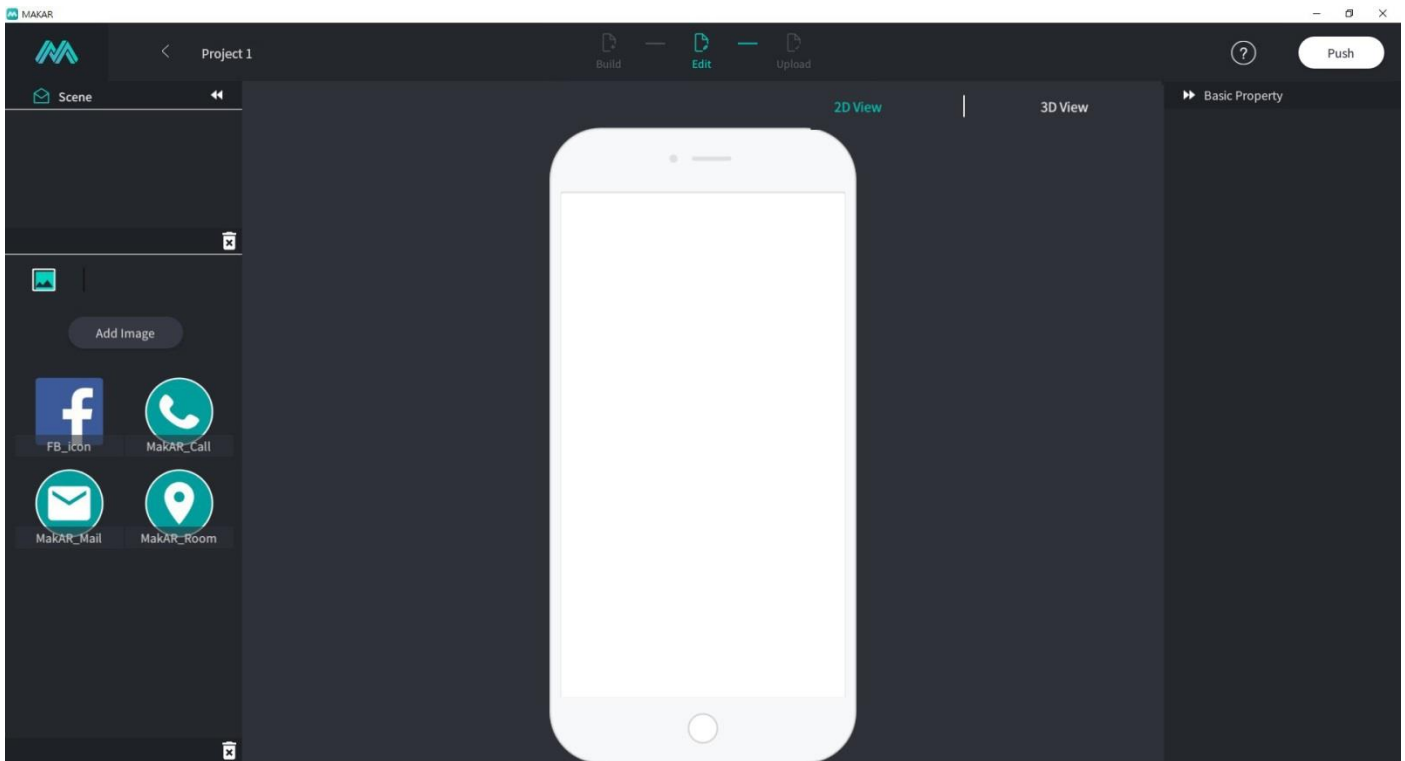 MAKAR
Project 1
Build
Edit
Upload
?
Push
Scene
2D View
3D View
Basic Property
Add Image
FB_icon
MakAR_Call
MakAR_Mail
MakAR_Room